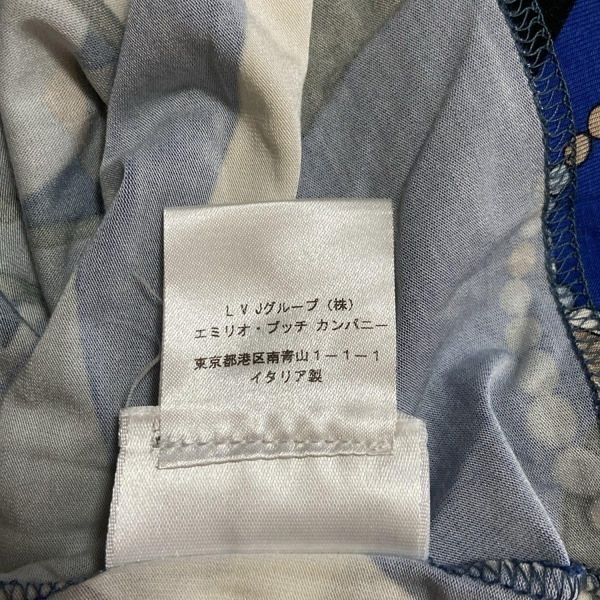 LVJグループ（株）
エミリオ・プッチ カンパニー
東京都港区南青山1－1－1
イタリア製